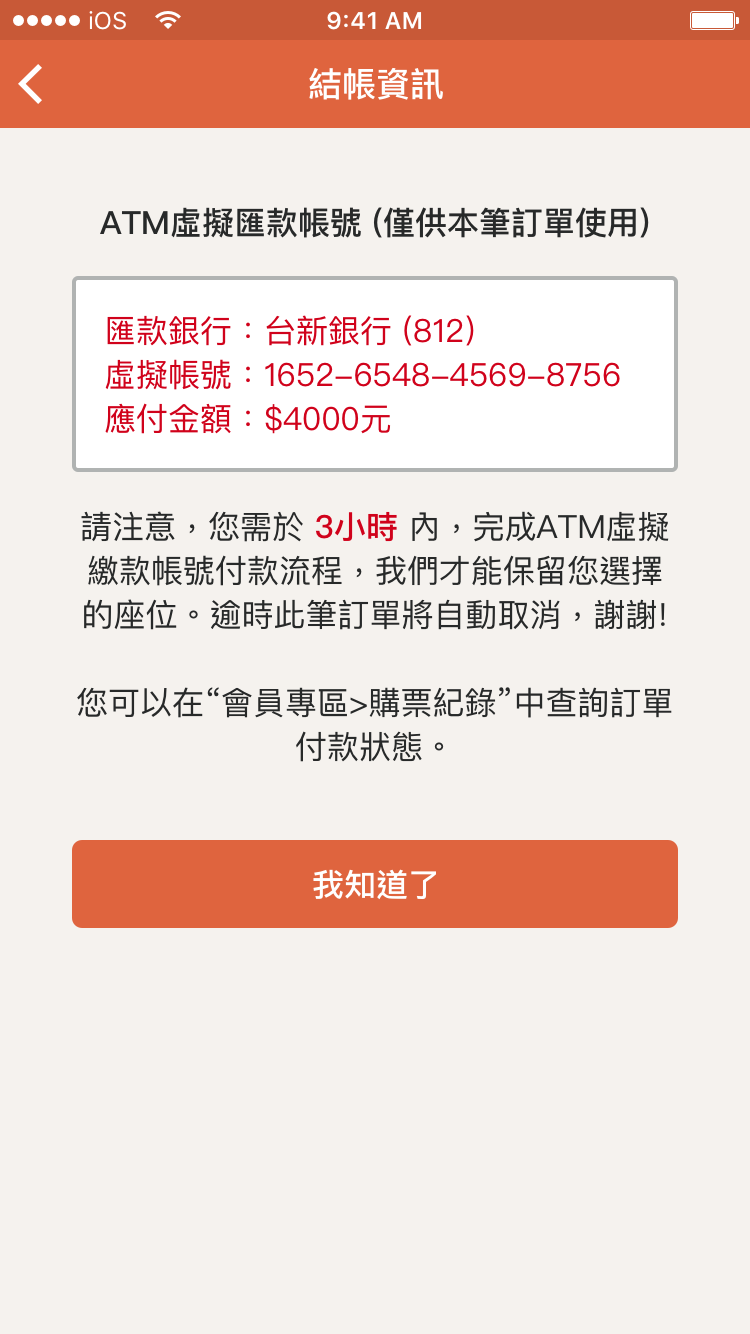 iOS 9:41 AM
結帳資訊
ATM虛擬匯款帳號 (僅供本筆訂單使用)
匯款銀行：台新銀行 (812)
虛擬帳號：1652–6548–4569–8756
應付金額：$4000元
請注意，您需於 3小時 內，完成ATM虛擬
繳款帳號付款流程，我們才能保留您選擇
的座位。逾時此筆訂單將自動取消，謝謝!
您可以在“會員專區>購票紀錄”中查詢訂單
付款狀態。
我知道了